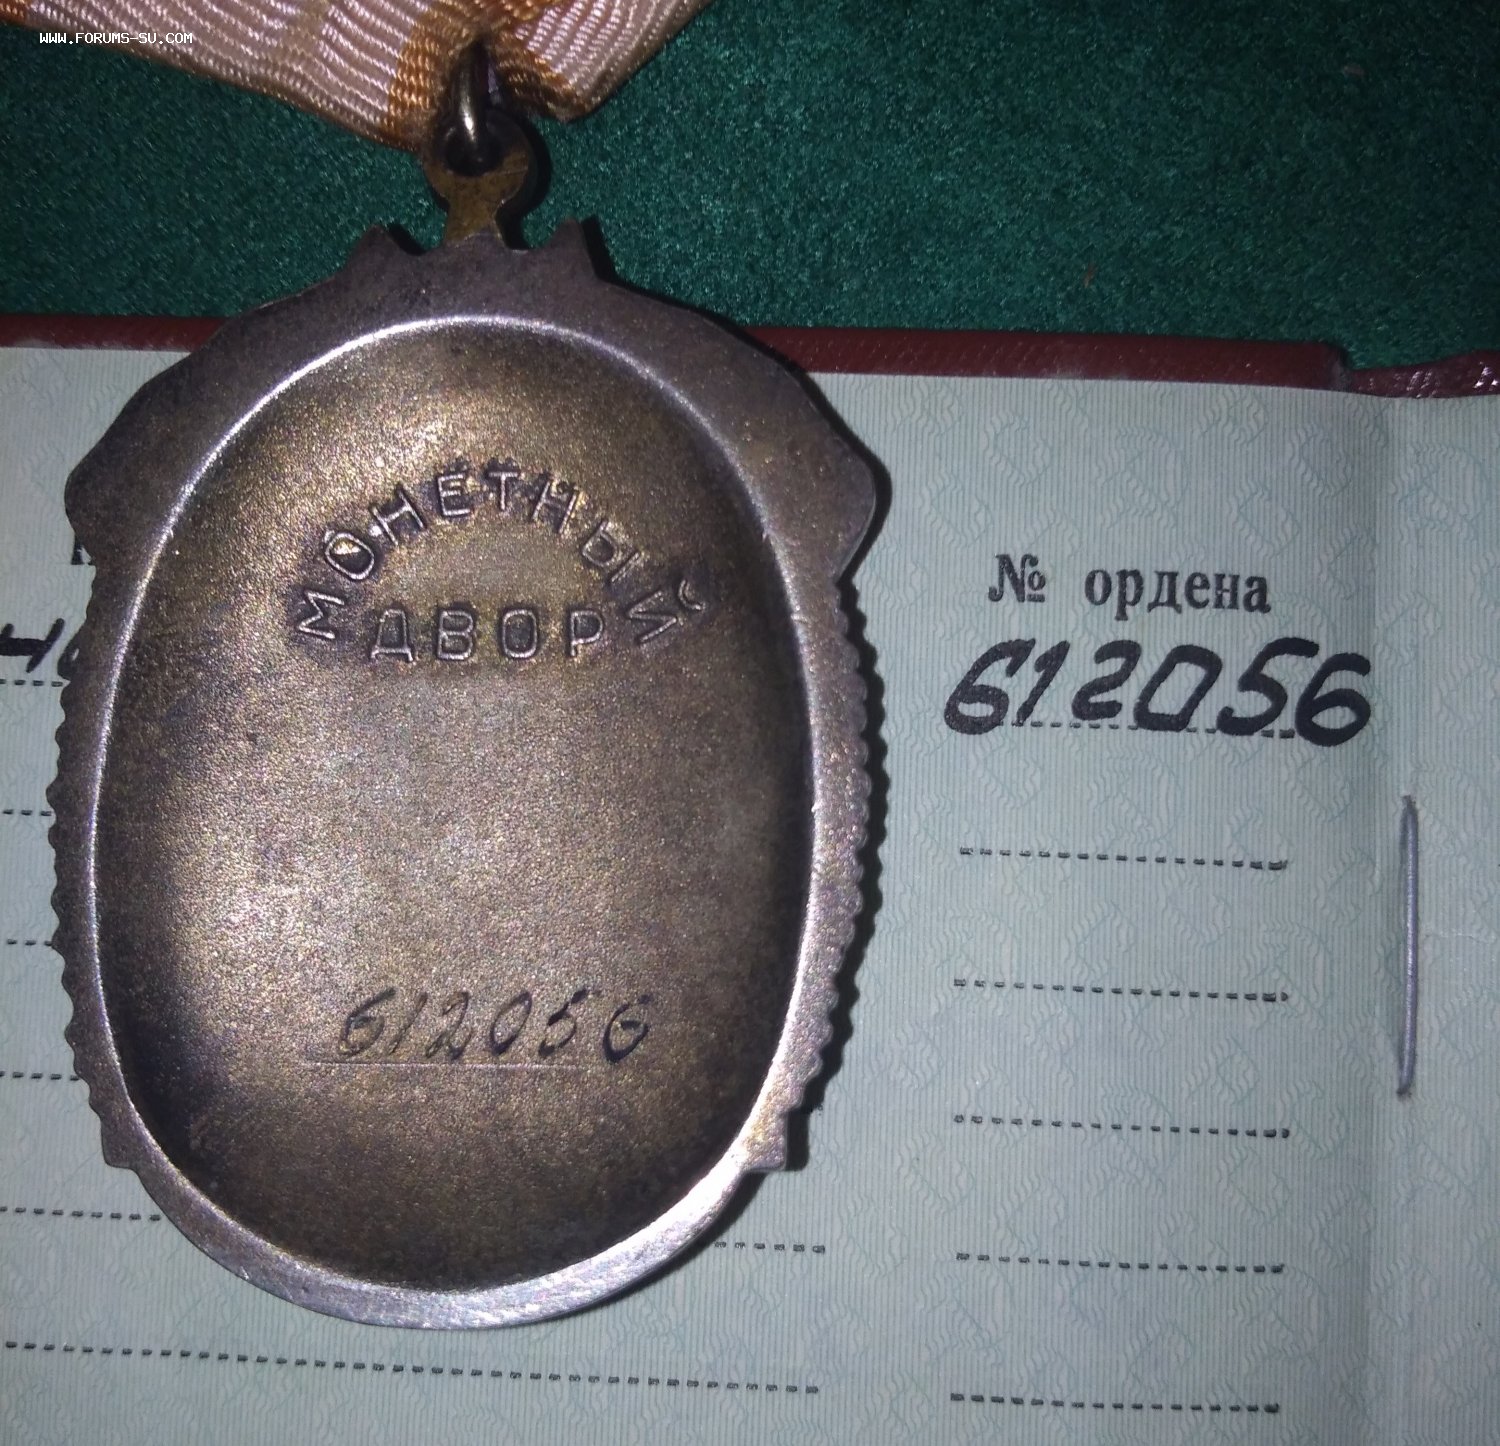 WWW.FORUMS-SU.COM
МОНЕТНЫЙ
ДВОР
612056
№ ордена
612056